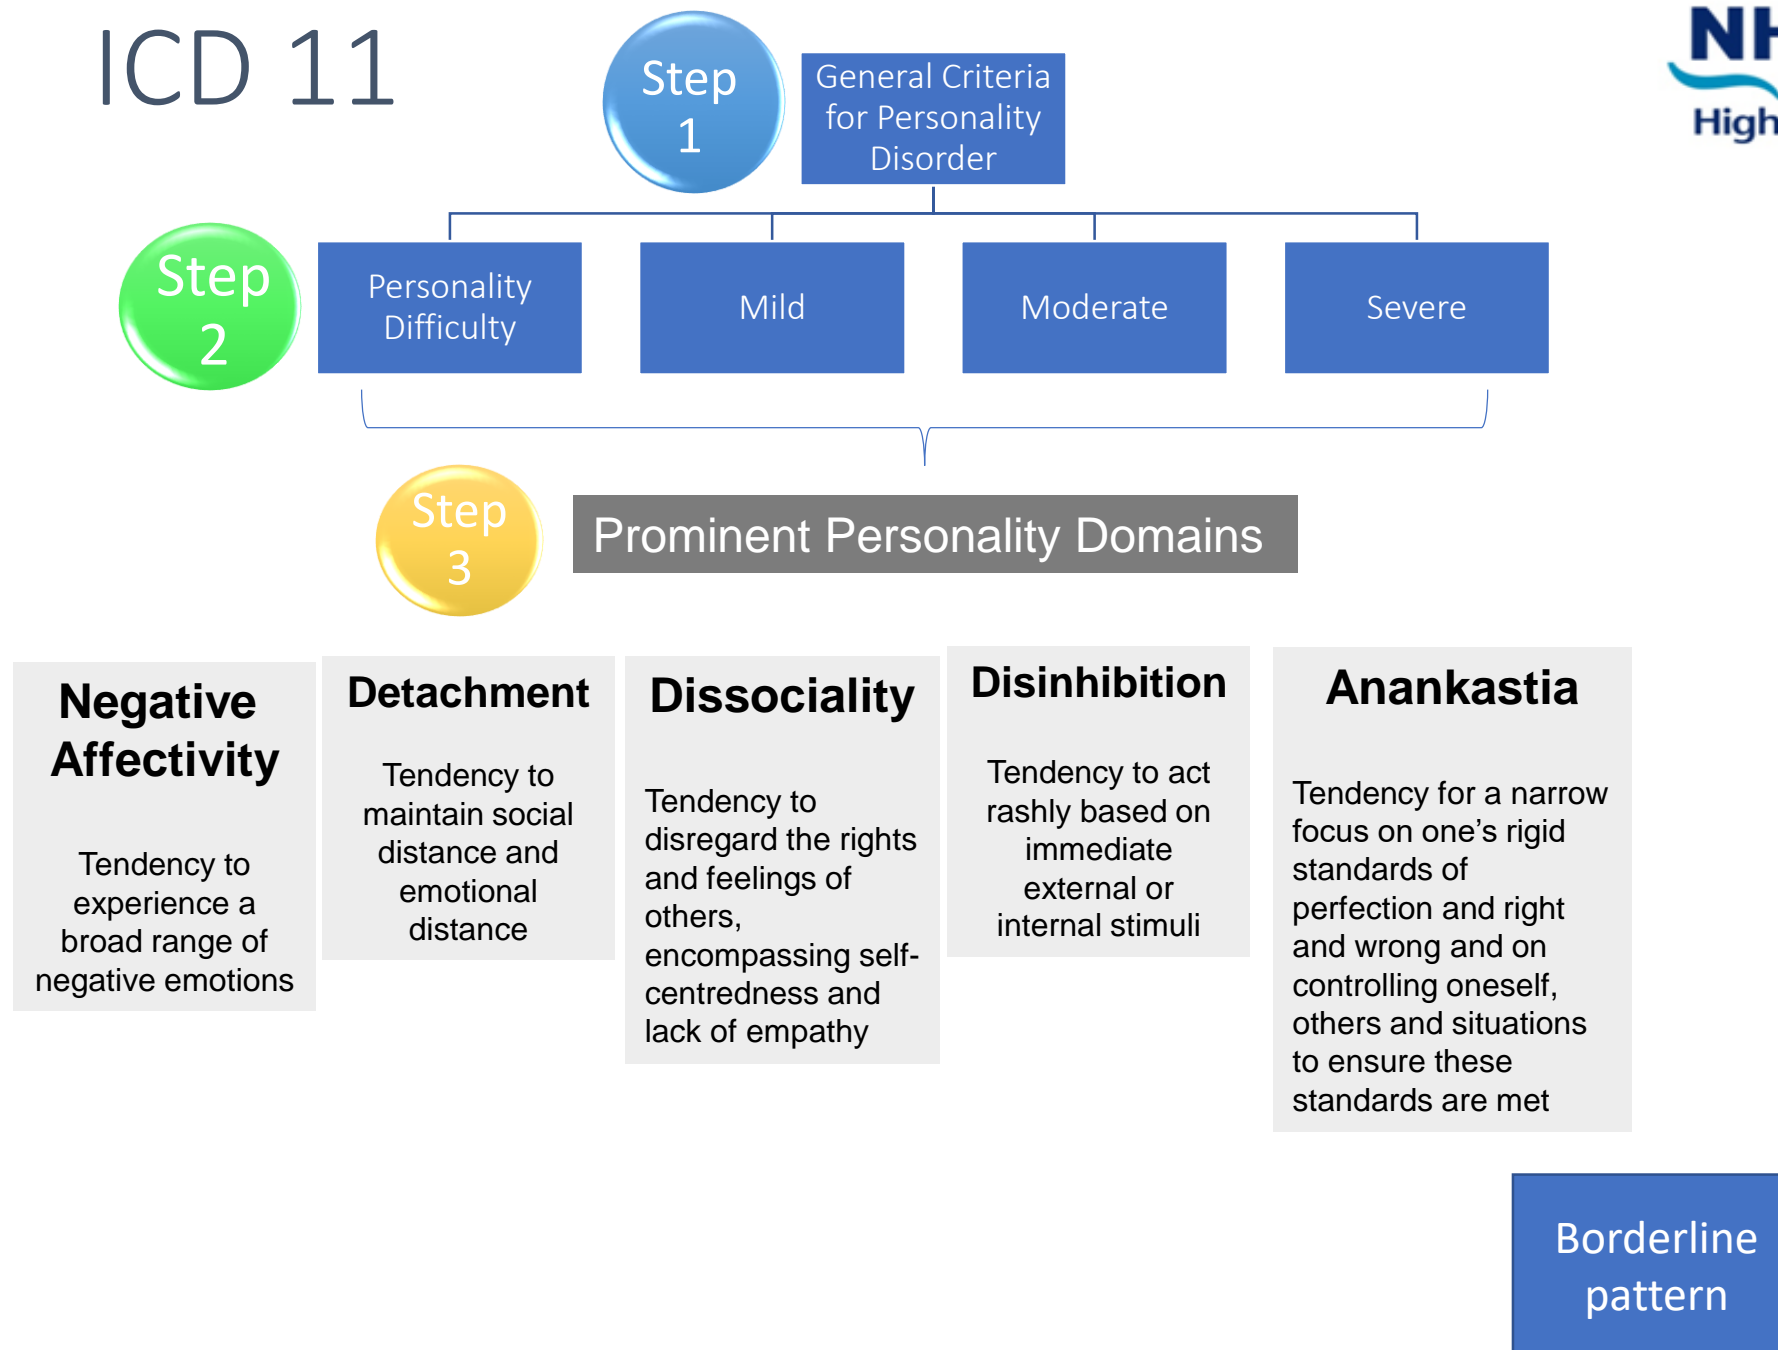 ICD 11
Step
1
General Criteria
for Personality
Disorder
NH
High
Step
2
Personality
Difficulty
Mild
Moderate
Severe
Step
3
Prominent Personality Domains
Negative
Affectivity
Tendency to
experience a
broad range of
negative emotions
Detachment
Tendency to
maintain social
distance and
emotional
distance
Dissociality
Tendency to
disregard the rights
and feelings of
others,
encompassing self-
centredness and
lack of empathy
Disinhibition
Tendency to act
rashly based on
immediate
external or
internal stimuli
Anankastia
Tendency for a narrow
focus on one’s rigid
standards of
perfection and right
and wrong and on
controlling oneself,
others and situations
to ensure these
standards are met
Borderline
pattern